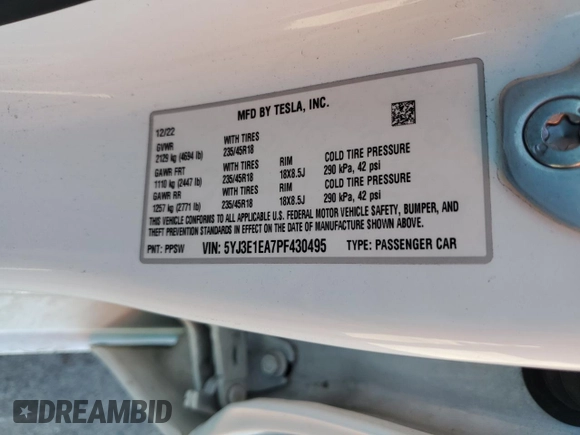 MFD BY TESLA, INC.
12/22
GVWR WITH TIRES
2129 kg (4694 lb) 235/45R18
GAWR FRT WITH TIRES RIM COLD TIRE PRESSURE
1110 kg (2447 lb) 235/45R18 18X8.5J 290 kPa, 42 psi
GAWR RR WITH TIRES RIM COLD TIRE PRESSURE
1257 kg (2771 lb) 235/45R18 18X8.5J 290 kPa, 42 psi
THIS VEHICLE CONFORMS TO ALL APPLICABLE U.S. FEDERAL MOTOR VEHICLE SAFETY, BUMPER, AND
THEFT PREVENTION STANDARDS IN EFFECT ON THE DATE OF MANUFACTURE SHOWN ABOVE.
PNT: PPSW VIN: 5YJ3E1EA7PF430495 TYPE: PASSENGER CAR
DREAMBID